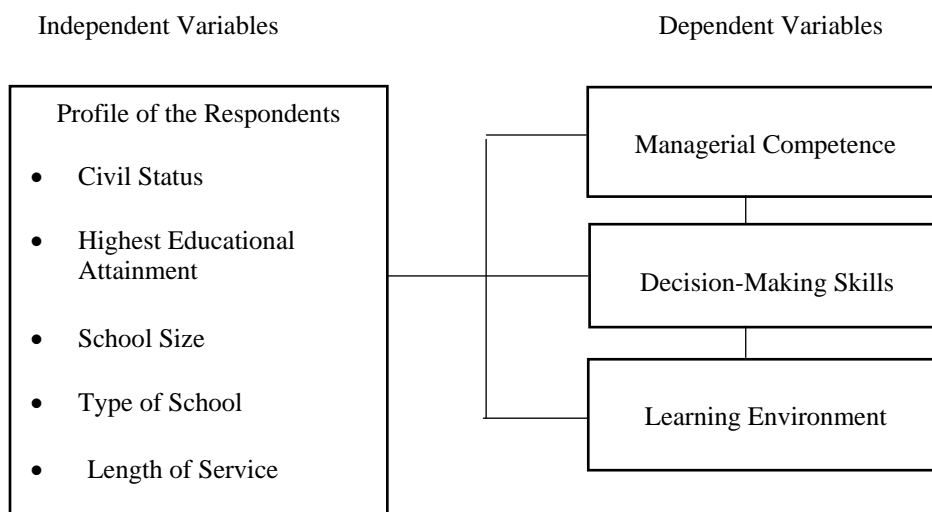 Independent Variables
Dependent Variables
Profile of the Respondents
• Civil Status
• Highest Educational
Attainment
• School Size
• Type of School
• Length of Service
Managerial Competence
Decision-Making Skills
Learning Environment